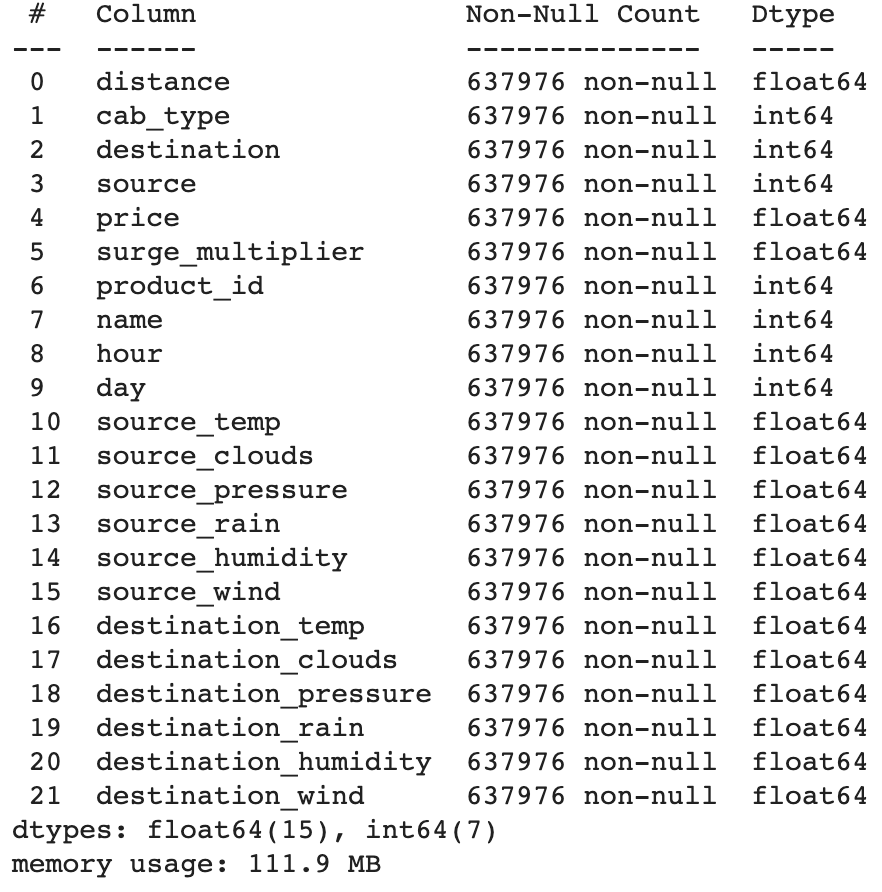 #   Column                Non-Null Count   Dtype
---  ------                --------------   -----
 0   distance              637976 non-null  float64
 1   cab_type              637976 non-null  int64
 2   destination           637976 non-null  int64
 3   source                637976 non-null  int64
 4   price                 637976 non-null  float64
 5   surge_multiplier      637976 non-null  float64
 6   product_id            637976 non-null  int64
 7   name                  637976 non-null  int64
 8   hour                  637976 non-null  int64
 9   day                   637976 non-null  int64
 10  source_temp           637976 non-null  float64
 11  source_clouds         637976 non-null  float64
 12  source_pressure       637976 non-null  float64
 13  source_rain           637976 non-null  float64
 14  source_humidity       637976 non-null  float64
 15  source_wind           637976 non-null  float64
 16  destination_temp      637976 non-null  float64
 17  destination_clouds    637976 non-null  float64
 18  destination_pressure  637976 non-null  float64
 19  destination_rain      637976 non-null  float64
 20  destination_humidity  637976 non-null  float64
 21  destination_wind      637976 non-null  float64
dtypes: float64(15), int64(7)
memory usage: 111.9 MB